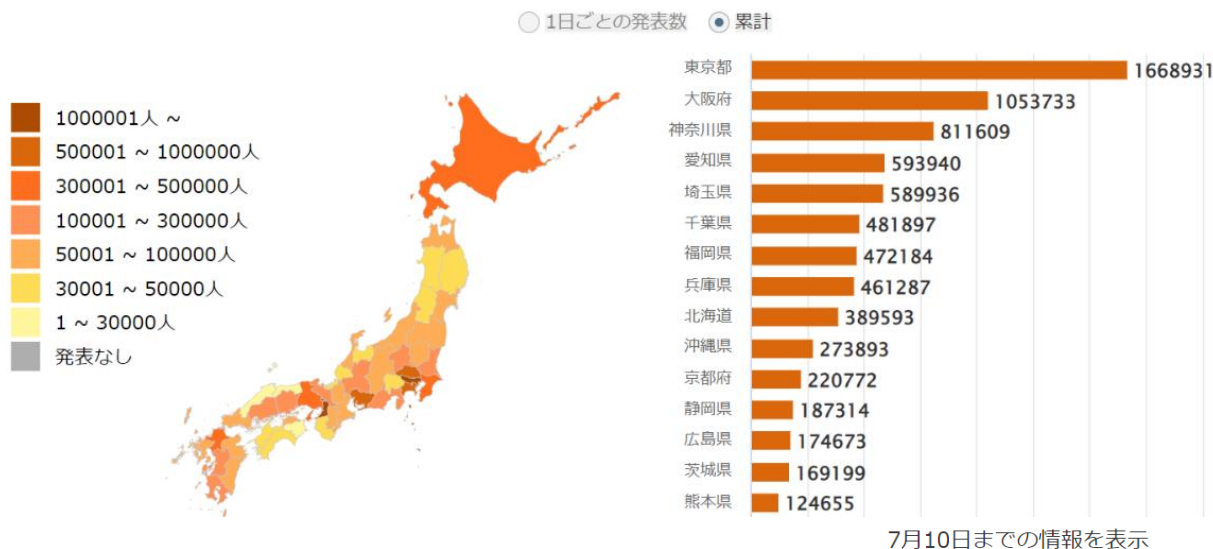 1日ごとの発表数 累計
1000001人 ~
500001 ~ 1000000人
300001 ~ 500000人
100001 ~ 300000人
50001 ~ 100000人
30001 ~ 50000人
1 ~ 30000人
発表なし
東京都 1668931
大阪府 1053733
神奈川県 811609
愛知県 593940
埼玉県 589936
千葉県 481897
福岡県 472184
兵庫県 461287
北海道 389593
沖縄県 273893
京都府 220772
静岡県 187314
広島県 174673
茨城県 169199
熊本県 124655
7月10日までの情報を表示